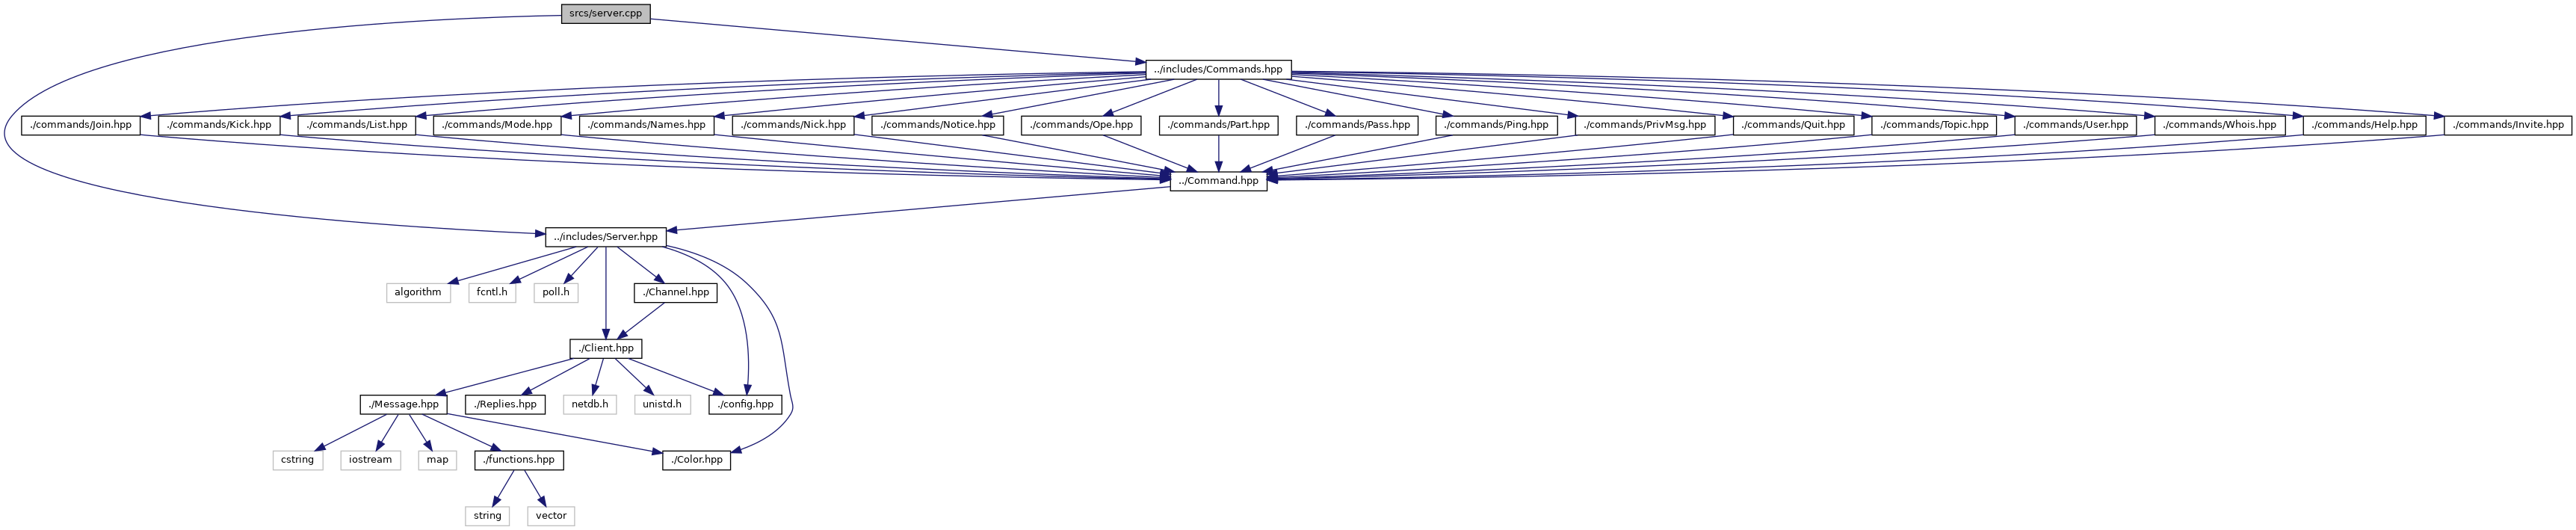 srcs/server.cpp
../includes/Commands.hpp
./commands/Join.hpp
./commands/Kick.hpp
./commands/List.hpp
./commands/Mode.hpp
./commands/Names.hpp
./commands/Nick.hpp
./commands/Notice.hpp
./commands/Ope.hpp
./commands/Part.hpp
./commands/Pass.hpp
./commands/Ping.hpp
./commands/PrivMsg.hpp
./commands/Quit.hpp
./commands/Topic.hpp
./commands/User.hpp
./commands/Whois.hpp
./commands/Help.hpp
./commands/Invite.hpp
../Command.hpp
../includes/Server.hpp
algorithm
fcntl.h
poll.h
./Channel.hpp
./Client.hpp
./Message.hpp
./Replies.hpp
netdb.h
unistd.h
./config.hpp
cstring
iostream
map
./functions.hpp
./Color.hpp
string
vector